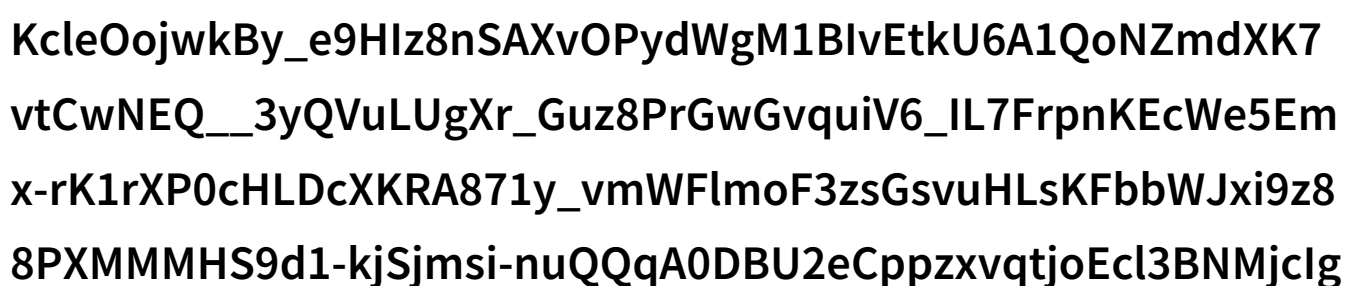 KcleOojwkBy_e9HIz8nSAXvOPydWgM1BIvEtkU6A1QoNZmdXK7
vtCwNEQ__3yQVuLUgXr_Guz8PrGwGvquiV6_IL7FrpnKEcWe5Em
x-rK1rXP0cHLDcXKRA871y_vmWFlmoF3zsGsvuHLsKFbbWJxi9z8
8PXMMMHS9d1-kjSjmsi-nuQQqA0DBU2eCppzxvqtjoEcl3BNMjcIg